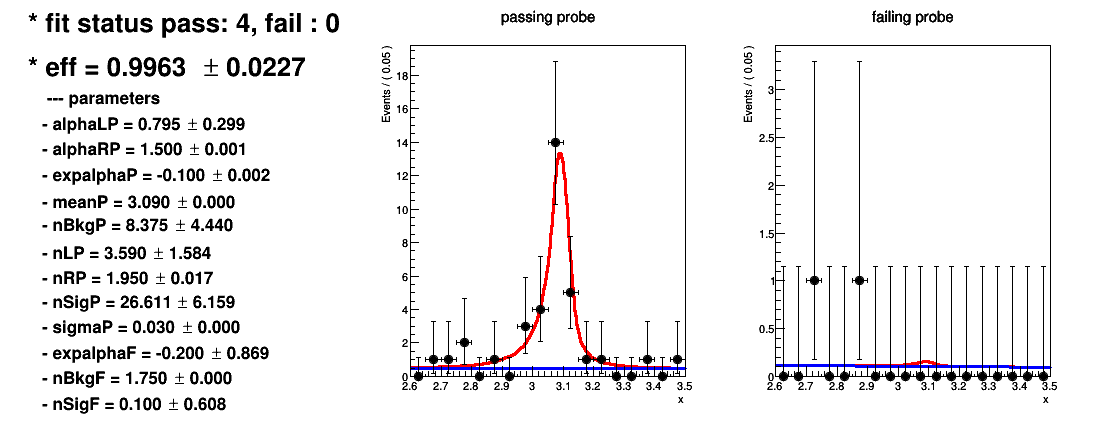 * fit status pass: 4, fail : 0
* eff = 0.9963 ± 0.0227
--- parameters
- alphaLP = 0.795 ± 0.299
- alphaRP = 1.500 ± 0.001
- expalphaP = -0.100 ± 0.002
- meanP = 3.090 ± 0.000
- nBkgP = 8.375 ± 4.440
- nLP = 3.590 ± 1.584
- nRP = 1.950 ± 0.017
- nSigP = 26.611 ± 6.159
- sigmaP = 0.030 ± 0.000
- expalphaF = -0.200 ± 0.869
- nBkgF = 1.750 ± 0.000
- nSigF = 0.100 ± 0.608
passing probe
Events / ( 0.05 )
18
16
14
12
10
8
6
4
2
0
2.6 2.7 2.8 2.9 3 3.1 3.2 3.3 3.4 3.5
x
failing probe
Events / ( 0.05 )
3
2.5
2
1.5
1
0.5
0
2.6 2.7 2.8 2.9 3 3.1 3.2 3.3 3.4 3.5
x